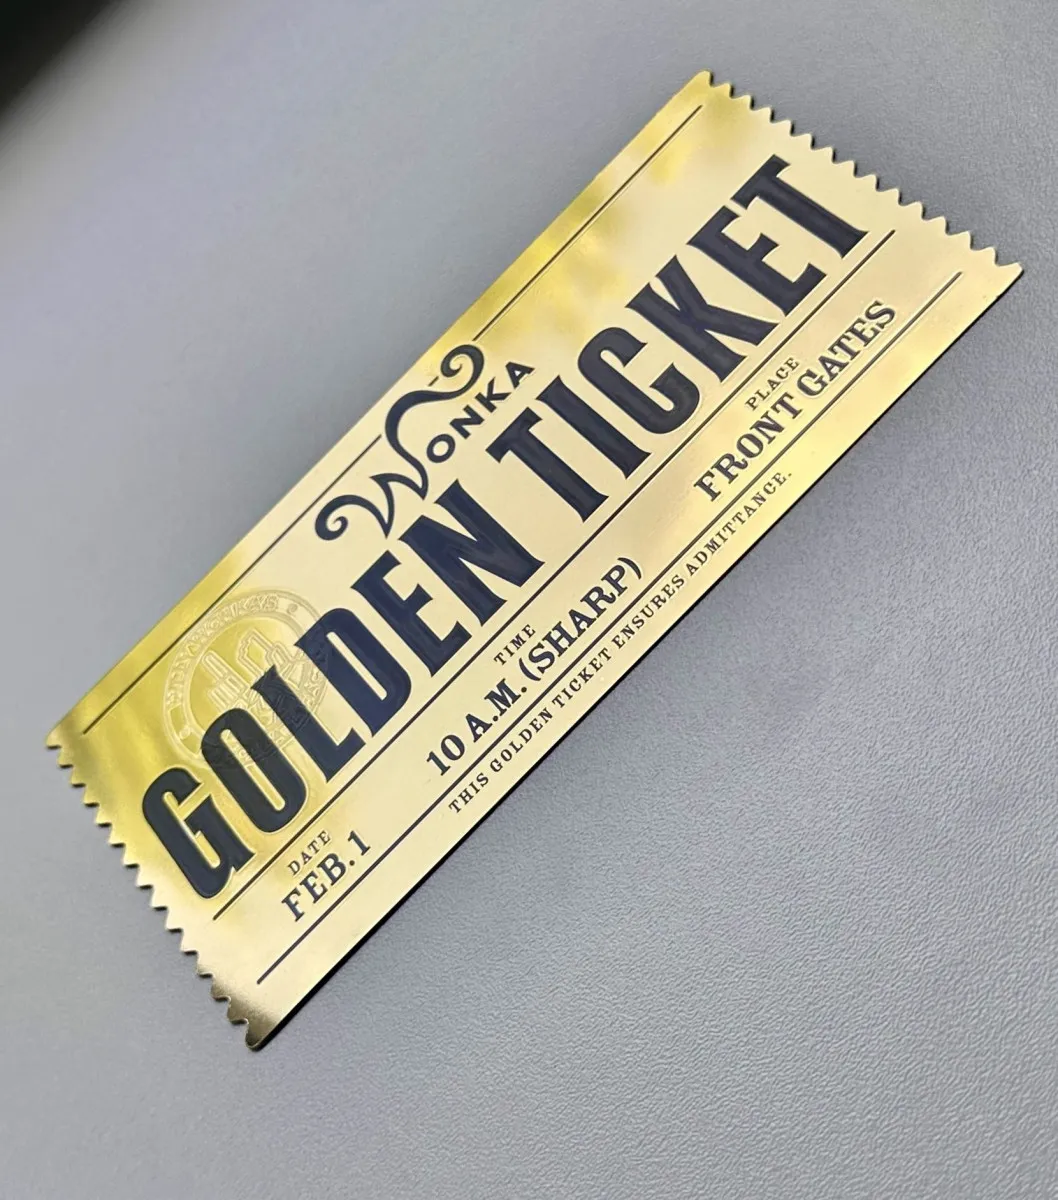 WONKA
GOLDEN TICKET
DATE
FEB. 1
TIME
10 A.M. (SHARP)
PLACE
FRONT GATES
THIS GOLDEN TICKET ENSURES ADMITTANCE.